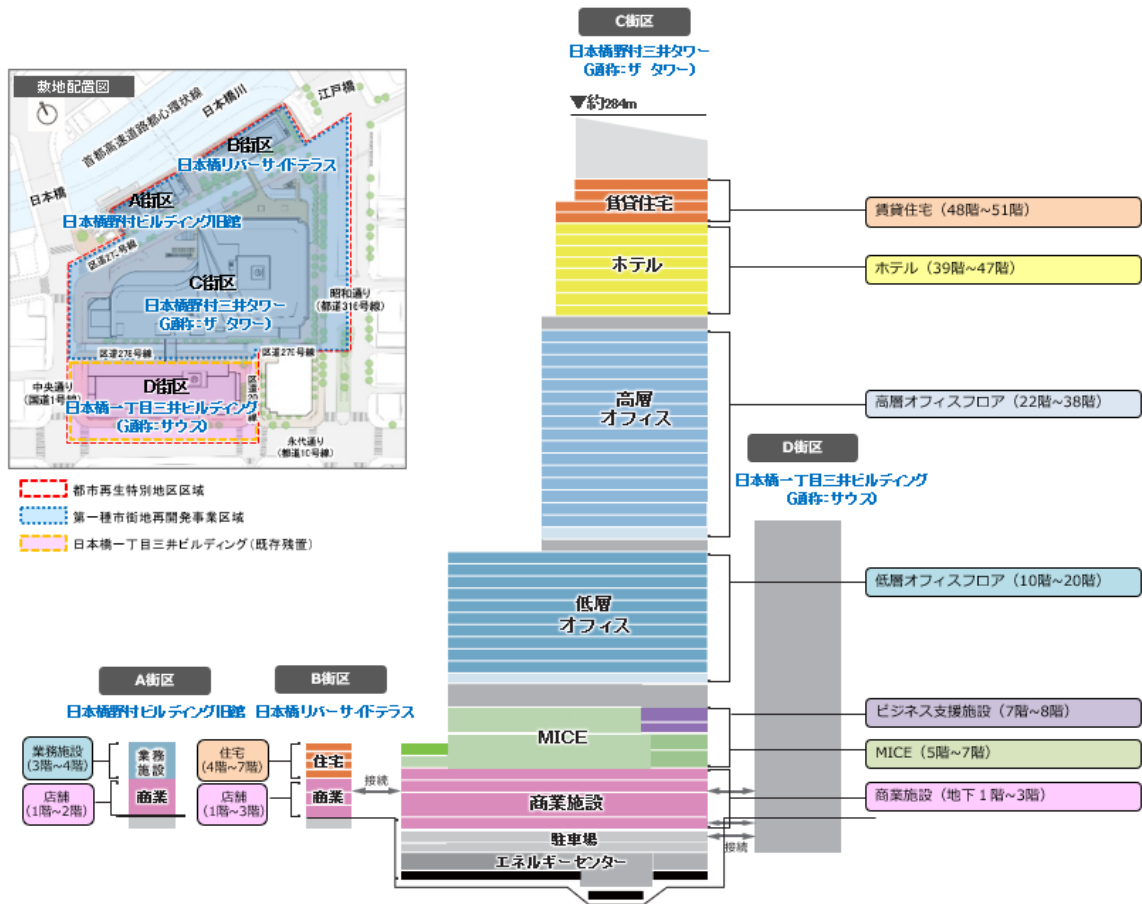 C街区
日本橋野村三井タワー
(通称:ザ タワー)
▼約284m
敷地配置図
首都高速道路都心環状線
日本橋川
江戸橋
日本橋
B街区
日本橋リバーサイドテラス
A街区
日本橋野村ビルディング旧館
C街区
日本橋野村三井タワー
(通称:ザ タワー)
昭和通り
(都道316号線)
区道278号線
区道276号線
中央通り
(国道1号線)
D街区
日本橋一丁目三井ビルディング
(通称:サウス)
永代通り
(都道10号線)
都市再生特別地区区域
第一種市街地再開発事業区域
日本橋一丁目三井ビルディング(既存残置)
賃貸住宅
賃貸住宅(48階~51階)
ホテル
ホテル(39階~47階)
高層
オフィス
高層オフィスフロア(22階~38階)
D街区
日本橋一丁目三井ビルディング
(通称:サウス)
低層
オフィス
低層オフィスフロア(10階~20階)
ビジネス支援施設(7階~8階)
MICE
MICE(5階~7階)
商業施設
商業施設(地下1階~3階)
駐車場
エネルギーセンター
接続
A街区
日本橋野村ビルディング旧館
業務施設
(3階~4階)
店舗
(1階~2階)
業務
施設
商業
B街区
日本橋リバーサイドテラス
住宅
(4階~7階)
店舗
(1階~3階)
住宅
商業
接続